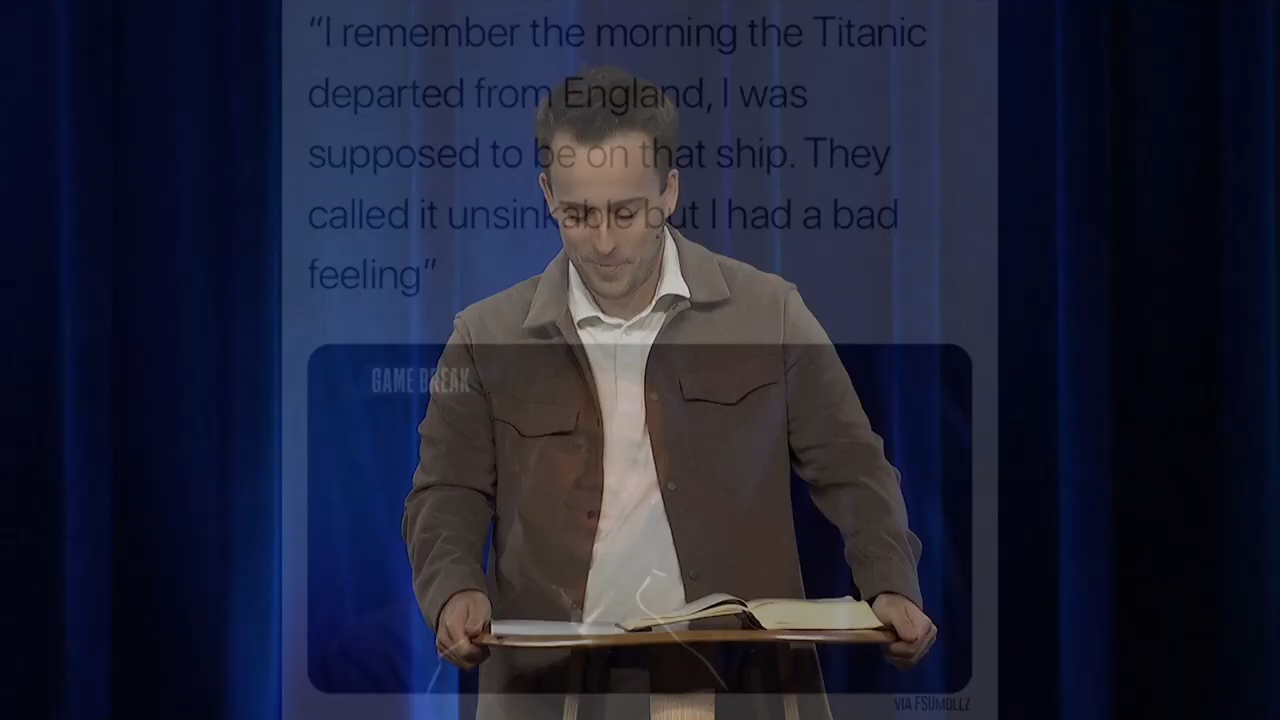 “I remember the morning the Titanic
departed from England, I was
supposed to be on that ship. They
called it unsinkable but I had a bad
feeling”
GAME BREAK
VIA FSUMOLLZ